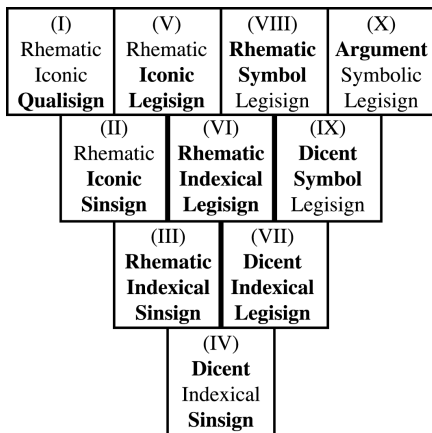 (I)
Rhematic
Iconic
Qualisign
(V)
Rhematic
Iconic
Legisign
(VIII)
Rhematic
Symbol
Legisign
(X)
Argument
Symbolic
Legisign
(II)
Rhematic
Iconic
Sinsign
(VI)
Rhematic
Indexical
Legisign
(IX)
Dicent
Symbol
Legisign
(III)
Rhematic
Indexical
Sinsign
(VII)
Dicent
Indexical
Legisign
(IV)
Dicent
Indexical
Sinsign